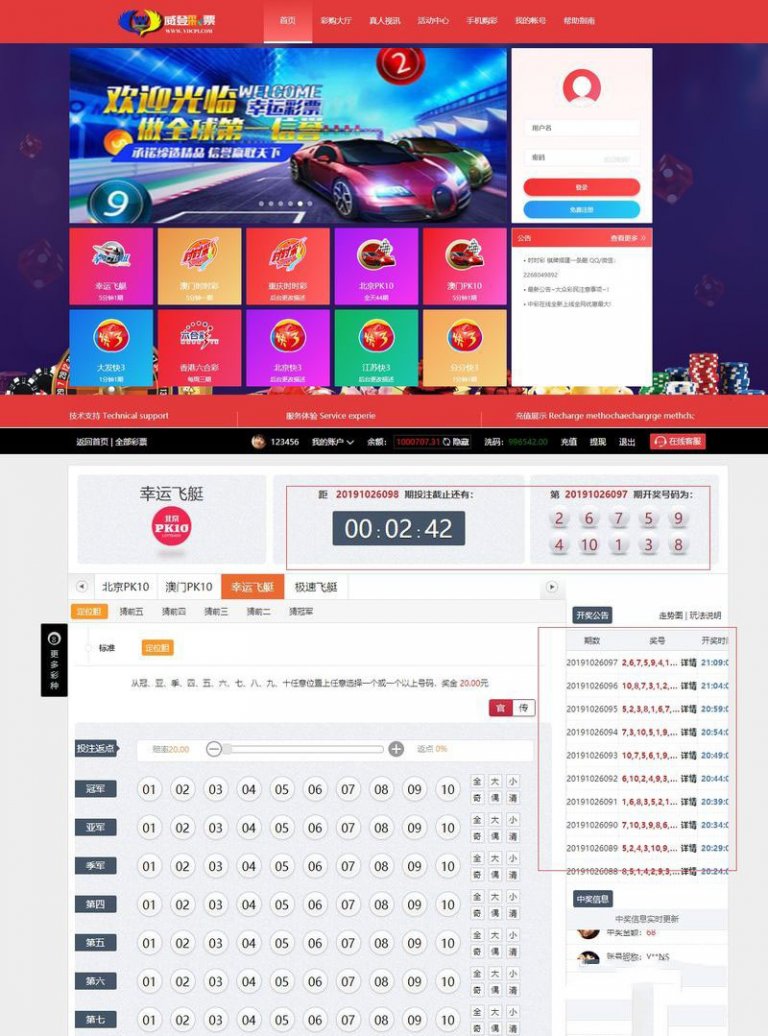 威登彩票
WWW.VDCP1.COM
首页 彩购大厅 真人视讯 活动中心 手机购彩 我的帐号 帮助指南
2
欢迎光临 WELCOME
幸运彩票
做全球第一信誉
承诺缔造精品 信誉赢取天下
9
用户名
密码
登录
免费注册
公告 查看更多 》
• 时时彩 棋牌搭建一条龍 QQ/微信:
2268049892
• 最新公告~大众彩民注意事项~!
• 中彩在线全新上线全网优惠最大!
幸运飞艇 澳门时时彩 重庆时时彩 北京PK10 澳门PK10
5分钟1期 5分钟一期 后台更改描述 全天44期 5分钟1期
大发快3 香港六合彩 北京快3 江苏快3 分分快3
1分钟1期 每周三期 后台更改描述 后台更改描述 1分钟1期
技术支持 Technical support 服务体验 Service experie 充值展示 Recharge methochaechargıge methch;
返回首页 | 全部彩票 123456 我的账户 余额: 1000707.31 隐藏 洗码: 996542.00 充值 提现 退出 在线客服
幸运飞艇
北京
PK10
距 20191026098 期投注截止还有:
00:02:42
第 20191026097 期开奖号码为:
2 6 7 5 9
4 10 1 3 8
北京PK10 澳门PK10 幸运飞艇 极速飞艇
定位胆 猜前五 猜前四 猜前三 猜前二 猜冠军
更多彩种
标准 定位胆
从冠、亚、季、四、五、六、七、八、九、十任意位置上任意选择一个或一个以上号码、奖金 20.00元
官 传
投注返点 赔率20.00 返点 0%
冠军 01 02 03 04 05 06 07 08 09 10 全 大 小
奇 偶 清
亚军 01 02 03 04 05 06 07 08 09 10 全 大 小
奇 偶 清
季军 01 02 03 04 05 06 07 08 09 10 全 大 小
奇 偶 清
第四 01 02 03 04 05 06 07 08 09 10 全 大 小
奇 偶 清
第五 01 02 03 04 05 06 07 08 09 10 全 大 小
奇 偶 清
第六 01 02 03 04 05 06 07 08 09 10 全 大 小
奇 偶 清
第七 01 02 03 04 05 06 07 08 09 10 全 大 小
奇 偶 清
开奖公告 走势图 | 玩法说明
期数 奖号 开奖时
20191026097 2,6,7,5,9,4,1... 详情 21:09:0
20191026096 10,8,7,3,1,2,... 详情 21:04:0
20191026095 5,2,3,8,1,6,7,... 详情 20:59:0
20191026094 7,3,10,5,1,9,... 详情 20:54:0
20191026093 10,7,5,6,1,9,... 详情 20:49:0
20191026092 6,10,2,4,9,3,... 详情 20:44:0
20191026091 1,6,8,3,5,2,1... 详情 20:39:0
20191026090 7,10,3,9,8,6,... 详情 20:34:0
20191026089 5,2,4,3,10,9,... 详情 20:29:0
20191026088 8,5,1,4,2,9,3,... 详情 20:24:0
中奖信息
中奖信息实时更新
中奖金额: 68
账号昵称: V**NS